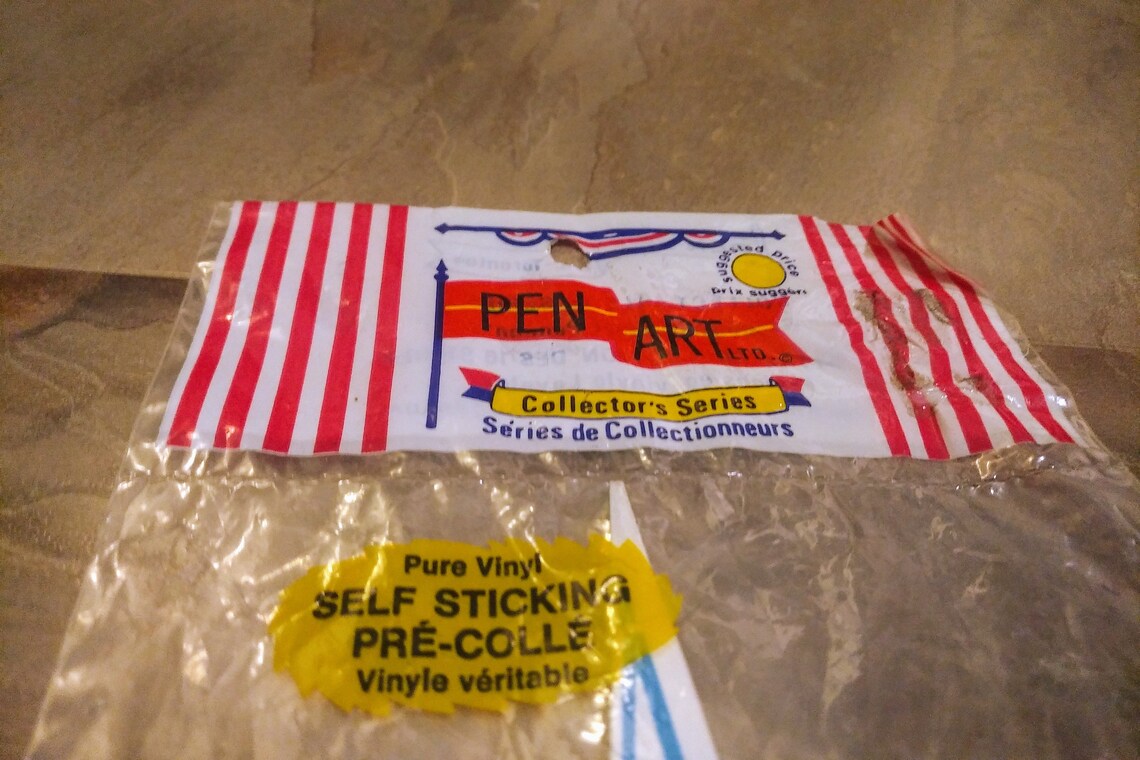 suggested price
prix suggéré
PEN
ART LTD. ©
Collector's Series
Séries de Collectionneurs
Pure Vinyl
SELF STICKING
PRÉ-COLLÉ
Vinyle véritable